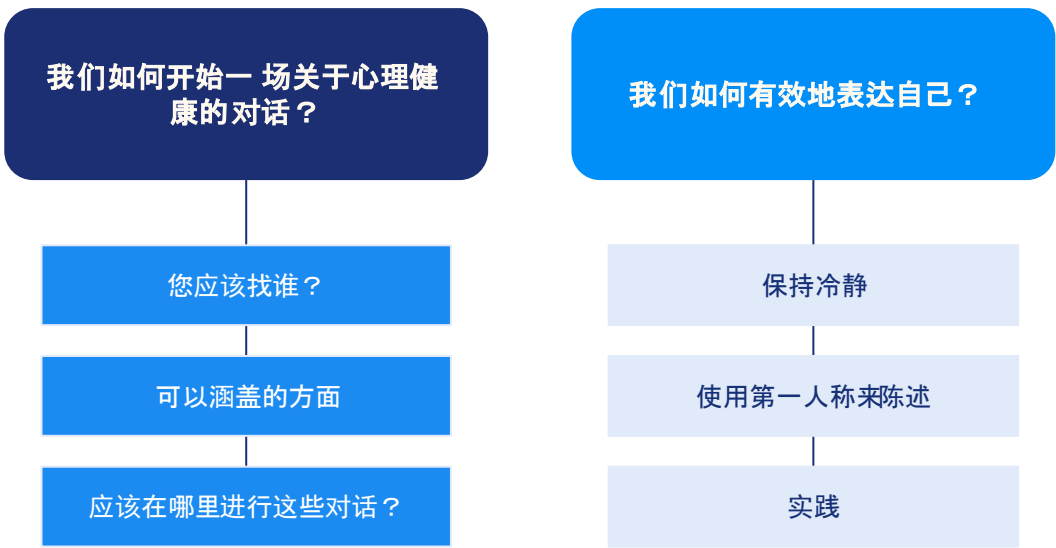 我们如何开始一 场关于心理健
康的对话？
您应该找谁？
可以涵盖的方面
应该在哪里进行这些对话？
我们如何有效地表达自己？
保持冷静
使用第一人称来陈述
实践